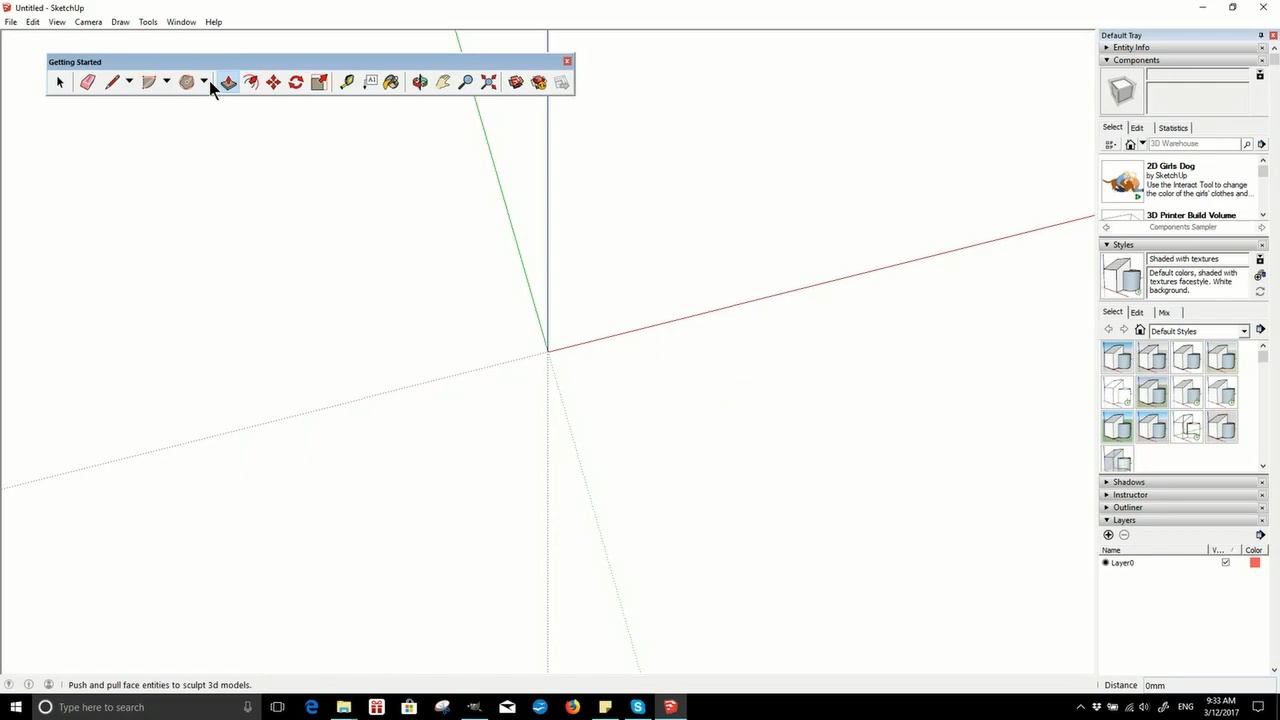 Untitled - SketchUp
File Edit View Camera Draw Tools Window Help
Getting Started
A1
Default Tray
Entity Info
Components
Select Edit Statistics
3D Warehouse
2D Girls Dog
by SketchUp
Use the Interact Tool to change
the color of the girls' clothes and...
3D Printer Build Volume
Components Sampler
Styles
Shaded with textures
Default colors, shaded with
textures facestyle. White
background.
Select Edit Mix
Default Styles
Shadows
Instructor
Outliner
Layers
Name V... Color
Layer0
Push and pull face entities to sculpt 3d models.
Distance 0mm
Type here to search
ENG
9:33 AM
3/12/2017